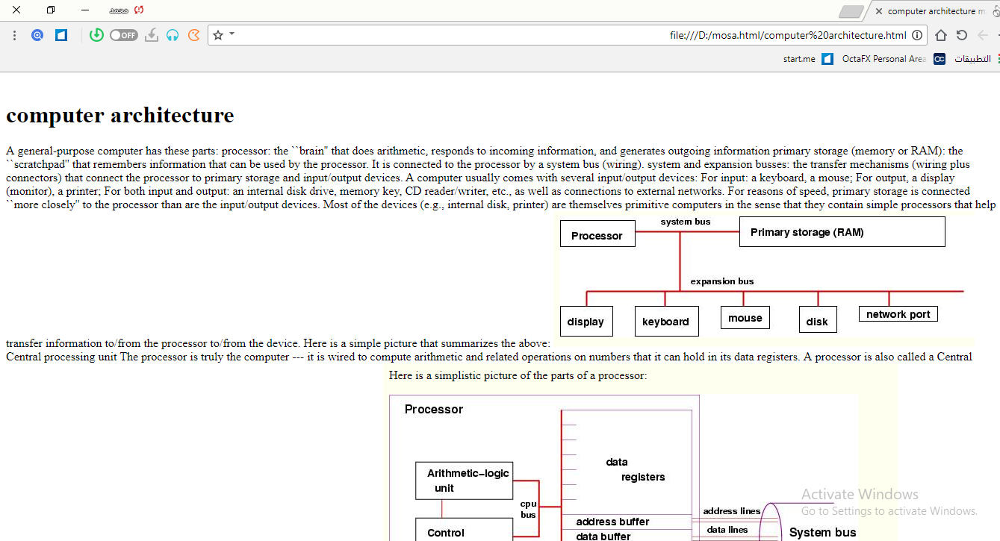 محمد
computer architecture m
OFF
file:///D:/mosa.html/computer%20architecture.html
start.me
OctaFX Personal Area
التطبيقات
computer architecture
A general-purpose computer has these parts: processor: the ``brain'' that does arithmetic, responds to incoming information, and generates outgoing information primary storage (memory or RAM): the
``scratchpad'' that remembers information that can be used by the processor. It is connected to the processor by a system bus (wiring). system and expansion busses: the transfer mechanisms (wiring plus
connectors) that connect the processor to primary storage and input/output devices. A computer usually comes with several input/output devices: For input: a keyboard, a mouse; For output, a display
(monitor), a printer; For both input and output: an internal disk drive, memory key, CD reader/writer, etc., as well as connections to external networks. For reasons of speed, primary storage is connected
``more closely'' to the processor than are the input/output devices. Most of the devices (e.g., internal disk, printer) are themselves primitive computers in the sense that they contain simple processors that help
system bus
Processor
Primary storage (RAM)
expansion bus
display
keyboard
mouse
disk
network port
transfer information to/from the processor to/from the device. Here is a simple picture that summarizes the above:
Central processing unit The processor is truly the computer --- it is wired to compute arithmetic and related operations on numbers that it can hold in its data registers. A processor is also called a Central
Here is a simplistic picture of the parts of a processor:
Processor
data
registers
Arithmetic-logic
unit
cpu
bus
Control
address buffer
data buffer
address lines
data lines
System bus
Activate Windows
Go to Settings to activate Windows.